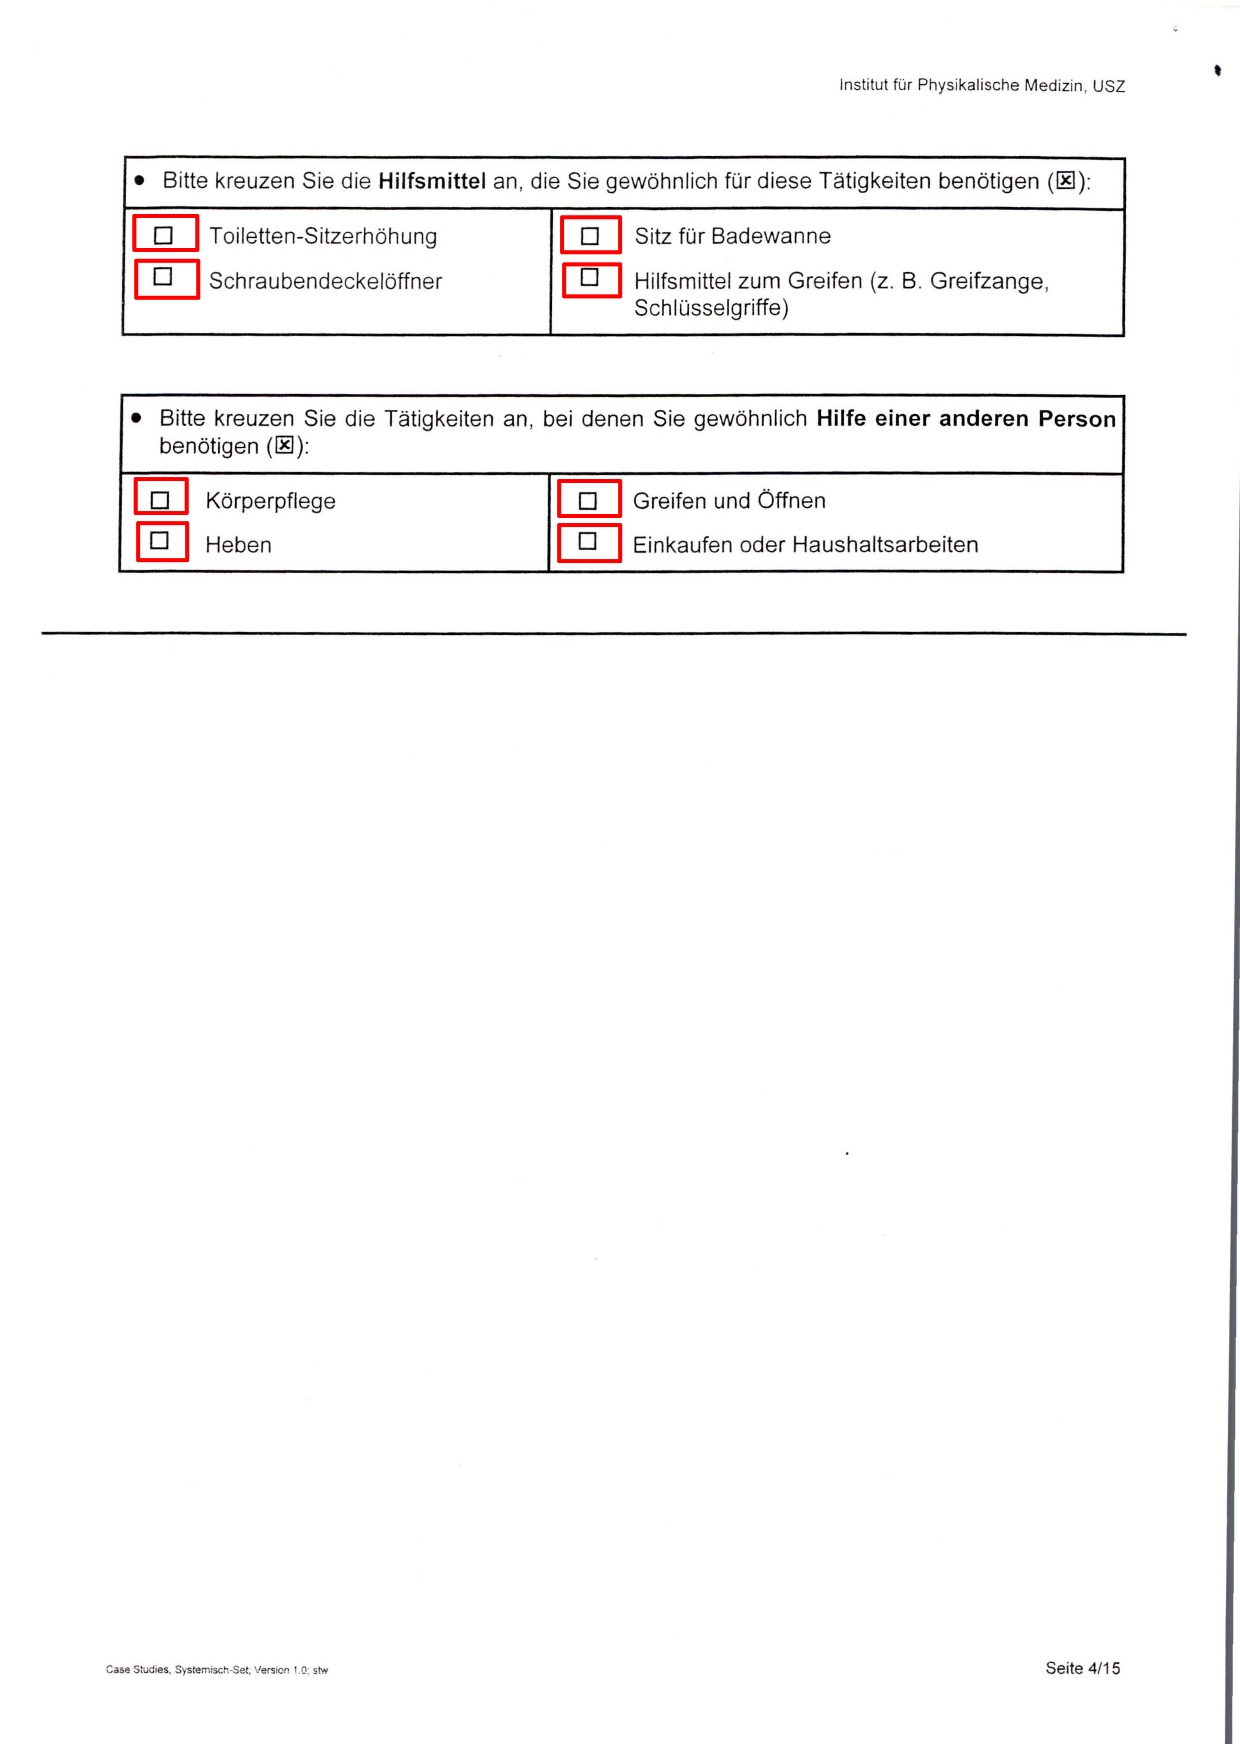 Institut für Physikalische Medizin, USZ
• Bitte kreuzen Sie die Hilfsmittel an, die Sie gewöhnlich für diese Tätigkeiten benötigen (☒):
☐ Toiletten-Sitzerhöhung
☐ Sitz für Badewanne
☐ Schraubendeckelöffner
☐ Hilfsmittel zum Greifen (z. B. Greifzange,
Schlüsselgriffe)
• Bitte kreuzen Sie die Tätigkeiten an, bei denen Sie gewöhnlich Hilfe einer anderen Person
benötigen (☒):
☐ Körperpflege
☐ Greifen und Öffnen
☐ Heben
☐ Einkaufen oder Haushaltsarbeiten
Case Studies, Systemisch-Set; Version 1.0; stw
Seite 4/15